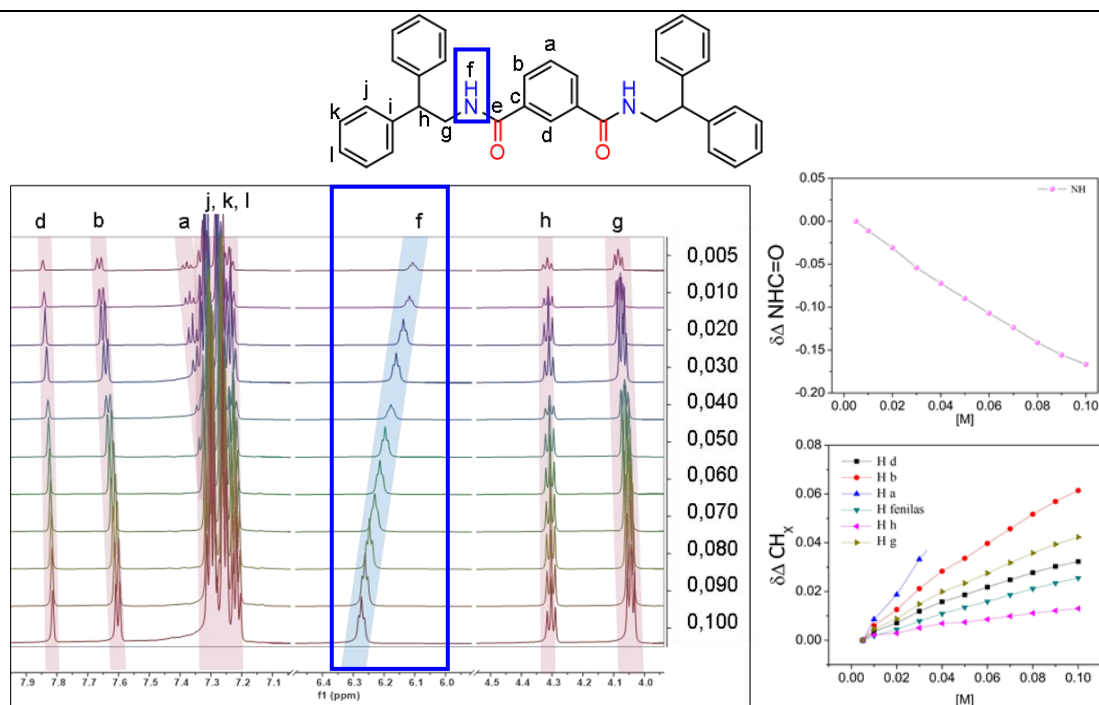 a
f
H
N
b
j
k
l
i
h
g
e
c
d
O
O
H
N
d b a j, k, l f h g
0,005
0,010
0,020
0,030
0,040
0,050
0,060
0,070
0,080
0,090
0,100
7.9 7.8 7.7 7.6 7.5 7.4 7.3 7.2 6.4 6.3 6.2 6.1 6.0 4.5 4.4 4.3 4.2 4.1 4.0
f1 (ppm)
δΔ NHC=O
0.05
0.00
-0.05
-0.10
-0.15
-0.20
NH
0.00 0.02 0.04 0.06 0.08 0.10
[M]
δΔ CHX
0.08
0.06
0.04
0.02
0.00
H d
H b
H a
H fenilas
H h
H g
0.00 0.02 0.04 0.06 0.08 0.10
[M]